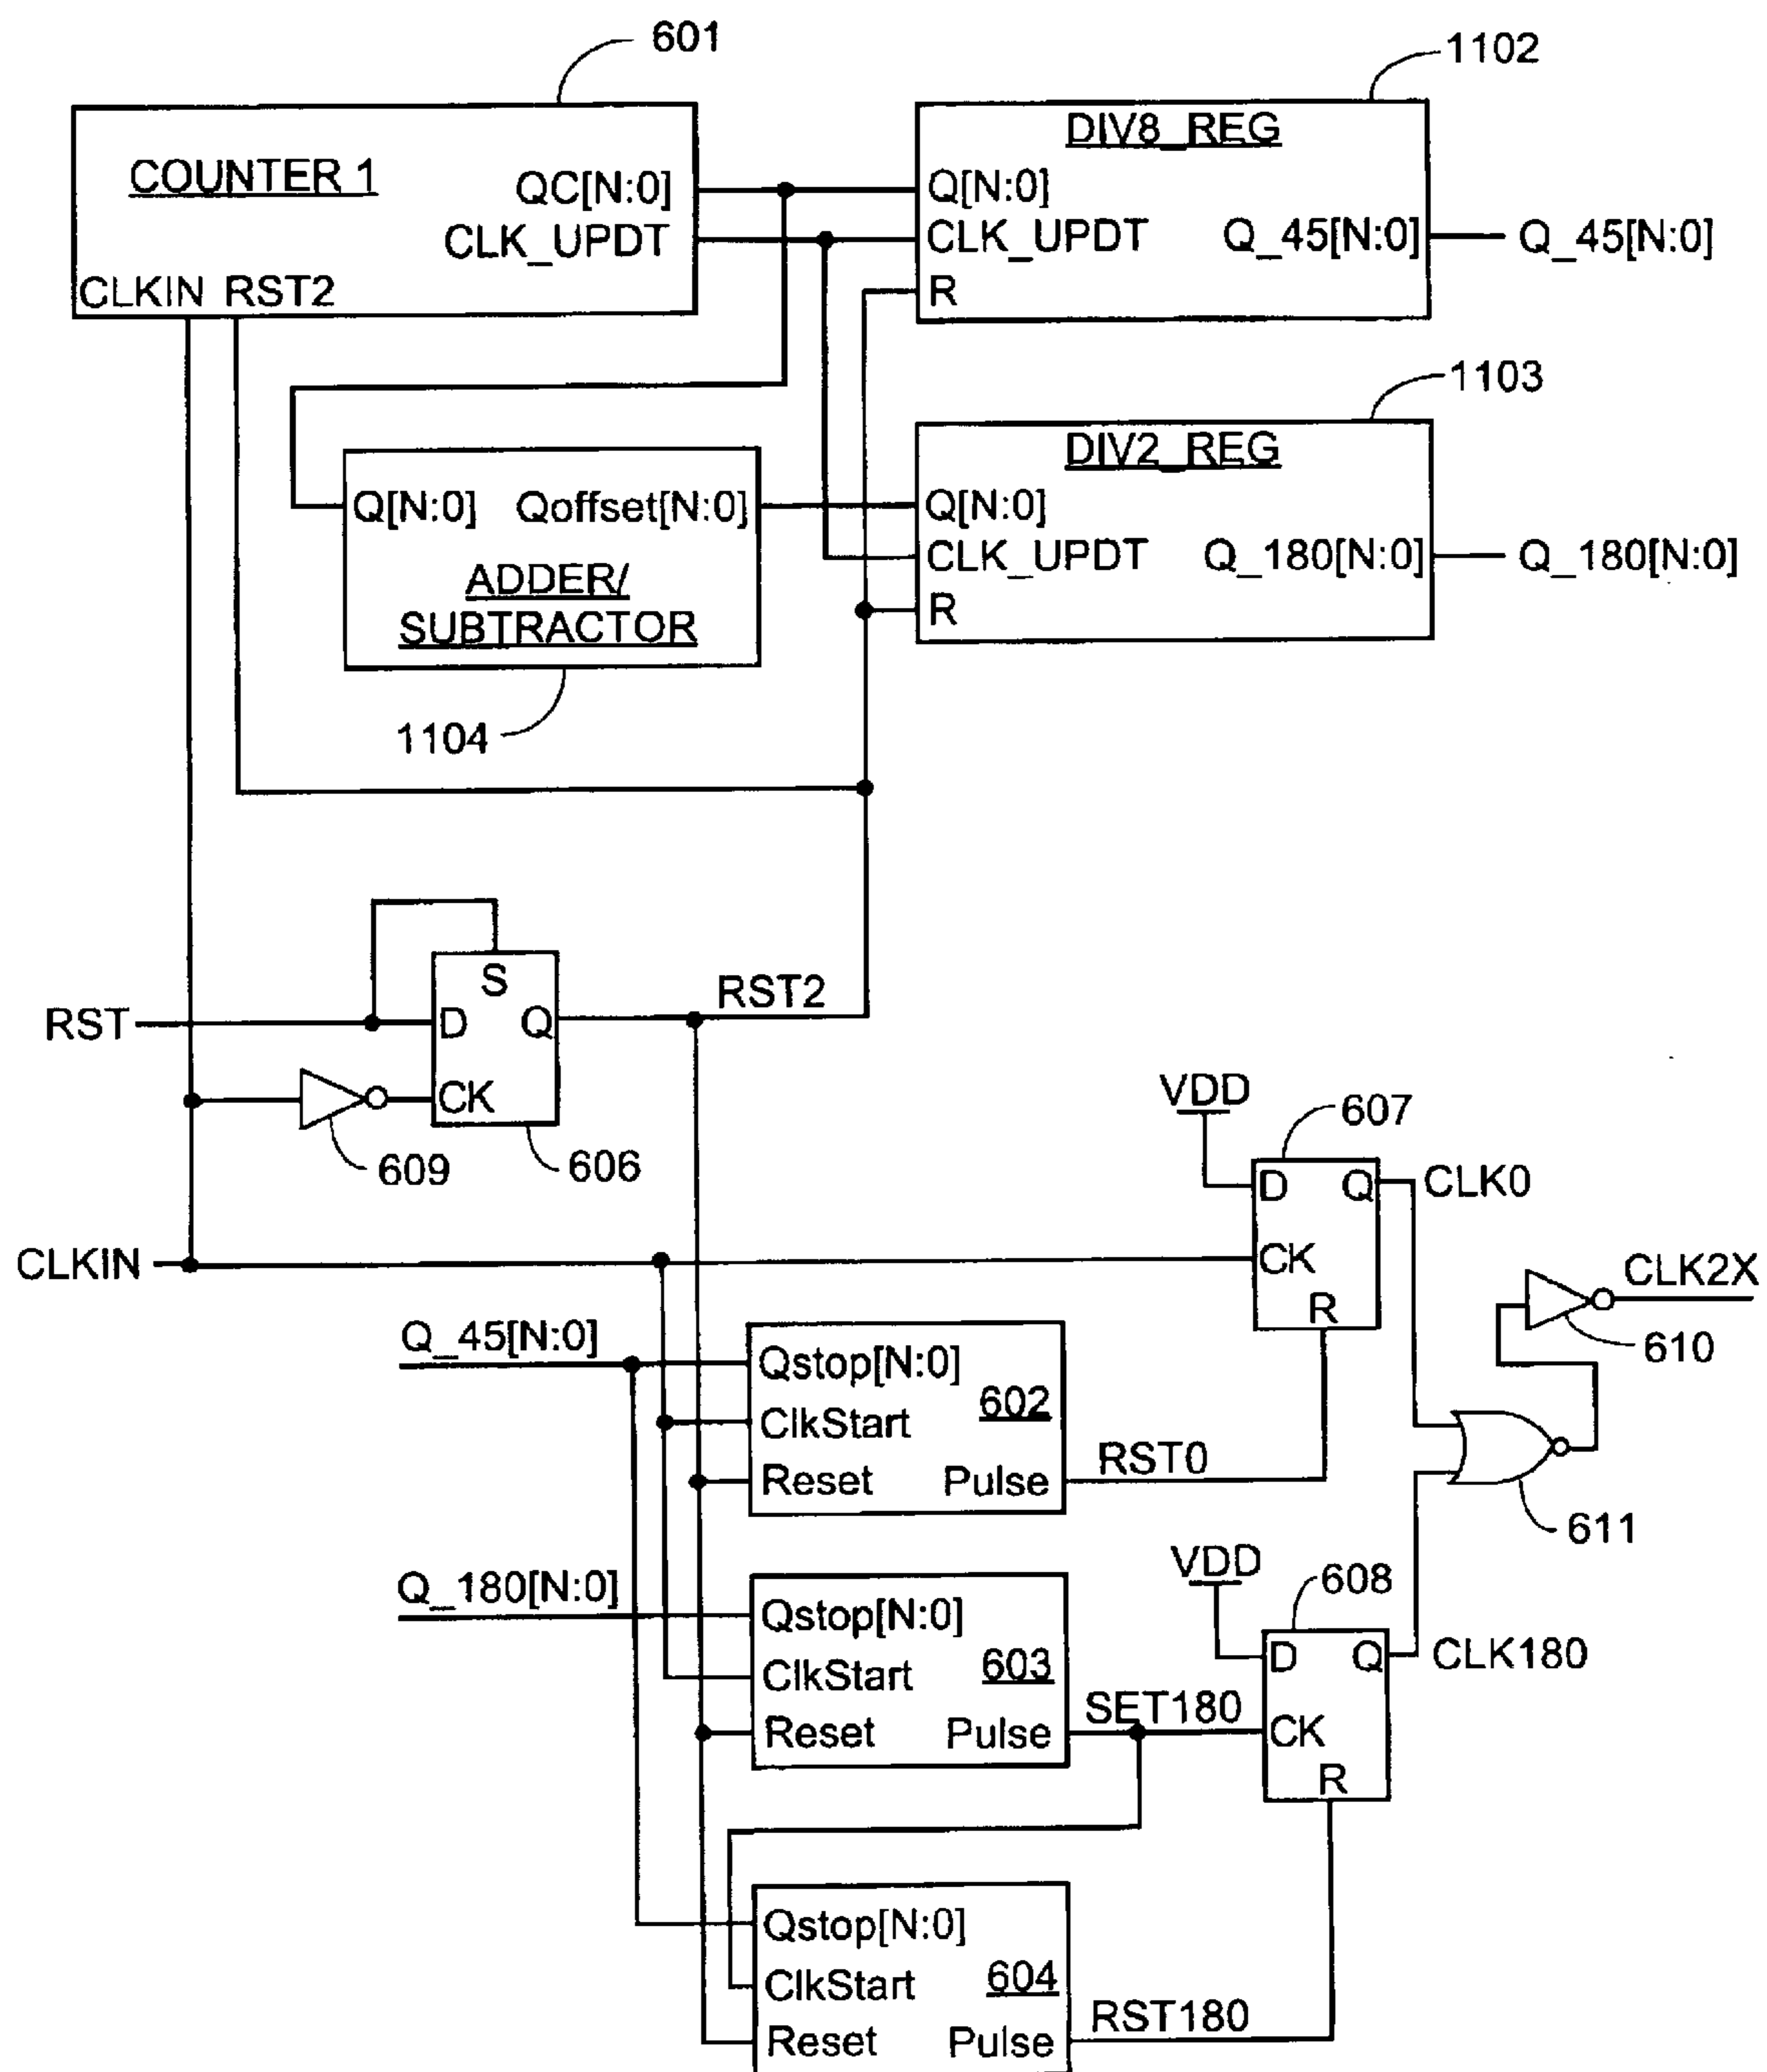 601
1102
COUNTER 1
QC[N:0]
CLK_UPDT
CLKIN RST2
DIV8_REG
Q[N:0]
CLK_UPDT Q_45[N:0]
R
Q_45[N:0]
1103
DIV2_REG
Q[N:0]
CLK_UPDT Q_180[N:0]
R
Q_180[N:0]
Q[N:0] Qoffset[N:0]
ADDER/
SUBTRACTOR
1104
RST
S
D Q
CK
RST2
609
606
VDD
607
D Q
CK
R
CLK0
CLKIN
CLK2X
610
Q_45[N:0]
Qstop[N:0]
602
ClkStart
Reset Pulse
RST0
611
VDD
608
Q_180[N:0]
Qstop[N:0]
603
ClkStart
Reset Pulse
SET180
D Q
CK
R
CLK180
Qstop[N:0]
604
ClkStart
Reset Pulse
RST180